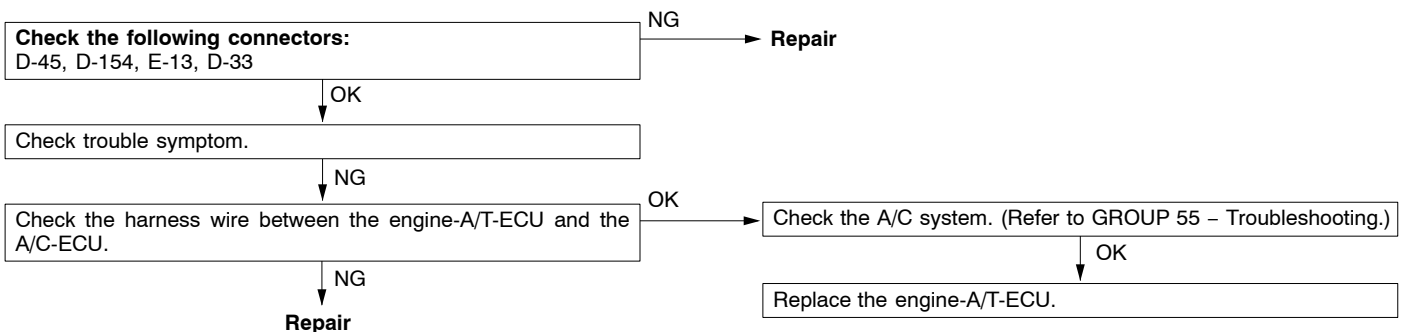 Check the following connectors:
D-45, D-154, E-13, D-33
NG
Repair
OK
Check trouble symptom.
NG
Check the harness wire between the engine-A/T-ECU and the
A/C-ECU.
OK
Check the A/C system. (Refer to GROUP 55 – Troubleshooting.)
OK
Replace the engine-A/T-ECU.
NG
Repair